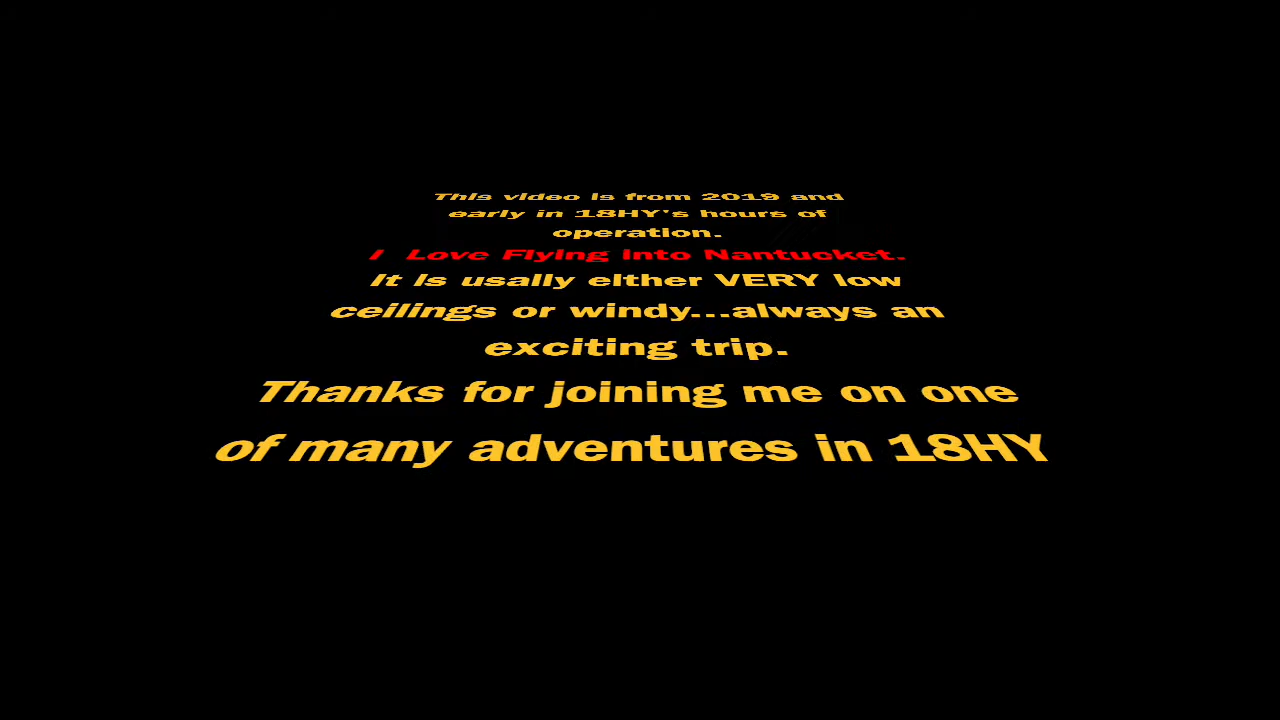 This video is from 2019 and
early in 18HY's hours of
operation.
I  Love Flying into Nantucket.
It is usally either VERY low
ceilings or windy...always an
exciting trip.
Thanks for joining me on one
of many adventures in 18HY